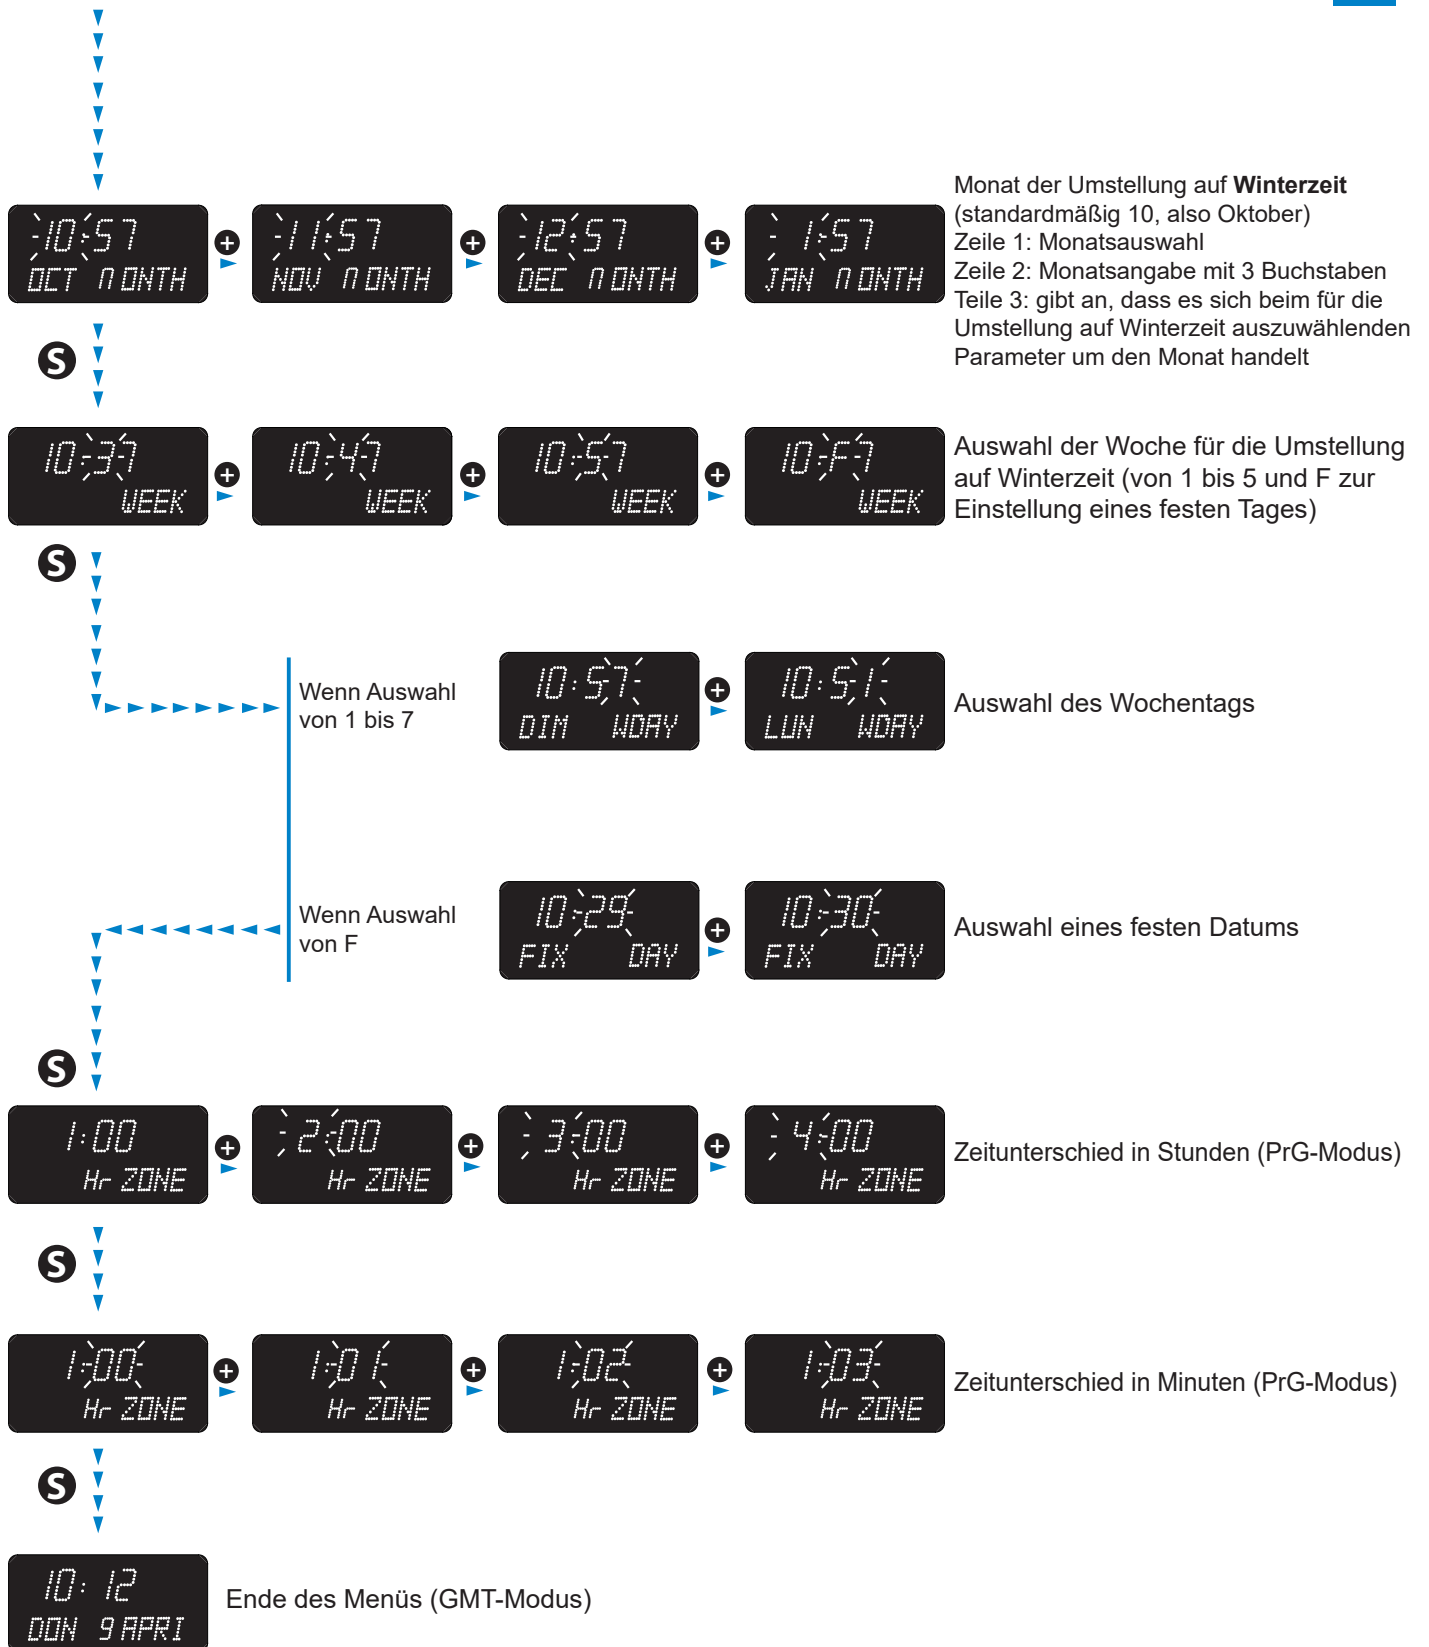 10:57
OCT MONTH
+
11:57
NOV MONTH
+
12:57
DEC MONTH
+
1:57
JAN MONTH
Monat der Umstellung auf Winterzeit
(standardmäßig 10, also Oktober)
Zeile 1: Monatsauswahl
Zeile 2: Monatsangabe mit 3 Buchstaben
Teile 3: gibt an, dass es sich beim für die
Umstellung auf Winterzeit auszuwählenden
Parameter um den Monat handelt
S
10:37
WEEK
+
10:47
WEEK
+
10:57
WEEK
+
10:F7
WEEK
Auswahl der Woche für die Umstellung
auf Winterzeit (von 1 bis 5 und F zur
Einstellung eines festen Tages)
S
Wenn Auswahl
von 1 bis 7
10:57
DIM WDAY
+
10:51
LUN WDAY
Auswahl des Wochentags
Wenn Auswahl
von F
10:29
FIX DAY
+
10:30
FIX DAY
Auswahl eines festen Datums
S
1:00
Hr ZONE
+
2:00
Hr ZONE
+
3:00
Hr ZONE
+
4:00
Hr ZONE
Zeitunterschied in Stunden (PrG-Modus)
S
1:00
Hr ZONE
+
1:01
Hr ZONE
+
1:02
Hr ZONE
+
1:03
Hr ZONE
Zeitunterschied in Minuten (PrG-Modus)
S
10:12
DON 9 APRI
Ende des Menüs (GMT-Modus)